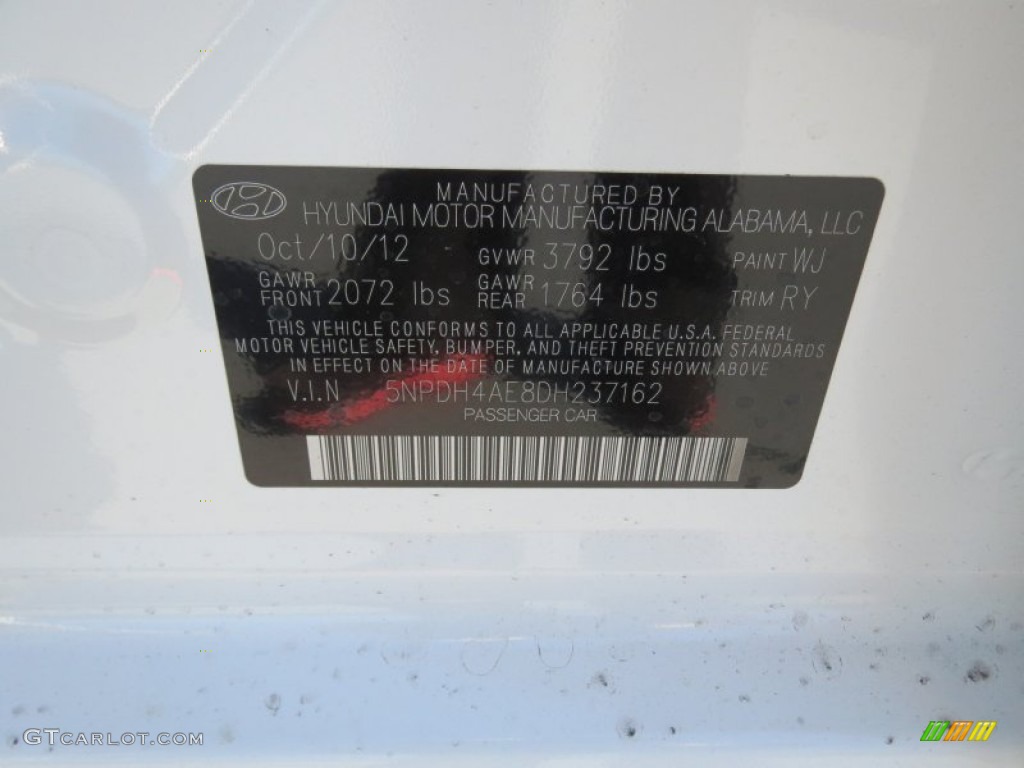 MANUFACTURED BY
HYUNDAI MOTOR MANUFACTURING ALABAMA, LLC
Oct/10/12 GVWR 3792 lbs PAINT WJ
GAWR FRONT 2072 lbs GAWR REAR 1764 lbs TRIM RY
THIS VEHICLE CONFORMS TO ALL APPLICABLE U.S.A. FEDERAL
MOTOR VEHICLE SAFETY, BUMPER, AND THEFT PREVENTION STANDARDS
IN EFFECT ON THE DATE OF MANUFACTURE SHOWN ABOVE
V.I.N 5NPDH4AE8DH237162
PASSENGER CAR
GTCARLOT.COM